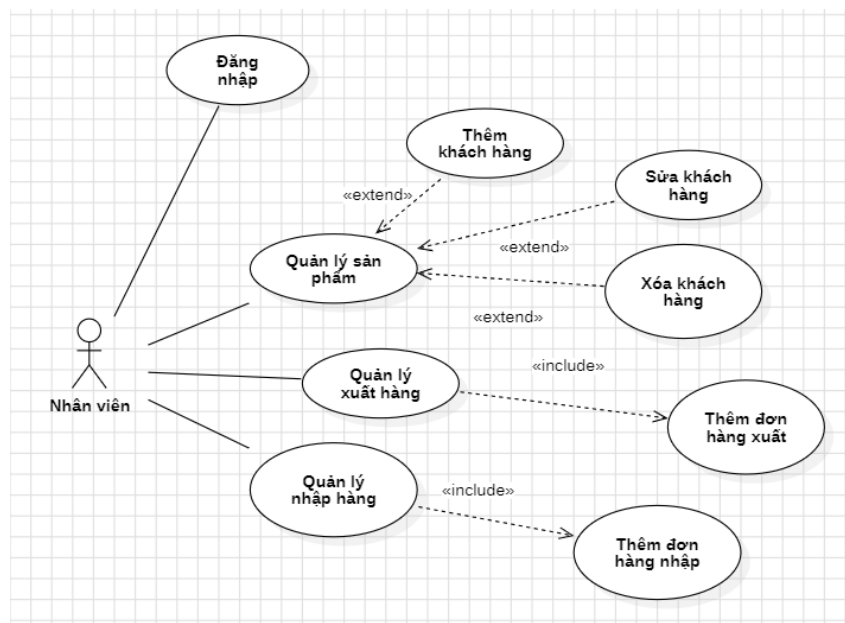 Đăng
nhập
Thêm
khách hàng
Sửa khách
hàng
«extend»
«extend»
Quản lý sản
phẩm
Xóa khách
hàng
«extend»
Quản lý
xuất hàng
«include»
Nhân viên
Thêm đơn
hàng xuất
Quản lý
nhập hàng
«include»
Thêm đơn
hàng nhập